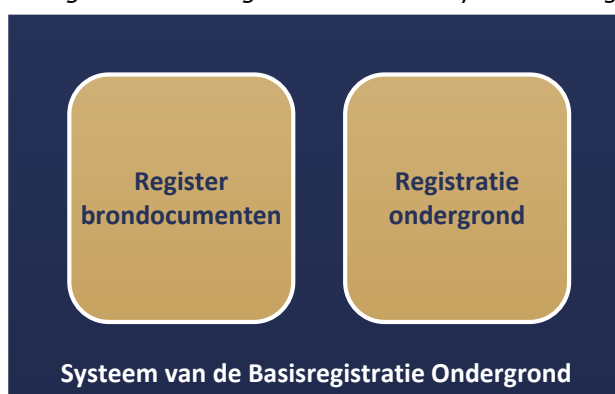 Register
brondocumenten
Registratie
ondergrond
Systeem van de Basisregistratie Ondergrond